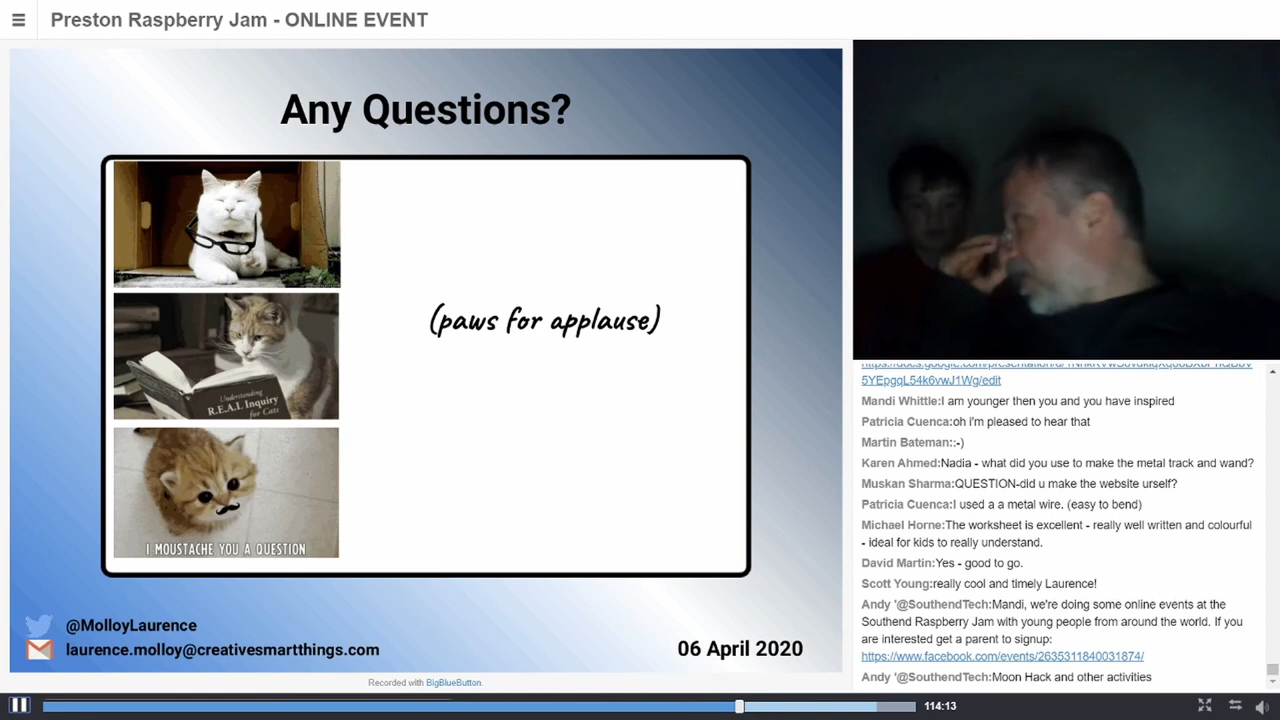 Preston Raspberry Jam - ONLINE EVENT
Any Questions?
(paws for applause)
Understanding
R.E.A.L Inquiry
for Cats
I MOUSTACHE YOU A QUESTION
@MolloyLaurence
laurence.molloy@creativesmartthings.com
06 April 2020
Recorded with BigBlueButton.
5YEpgqL54k6vwJ1Wg/edit
Mandi Whittle:I am younger then you and you have inspired
Patricia Cuenca:oh i'm pleased to hear that
Martin Bateman::-)
Karen Ahmed:Nadia - what did you use to make the metal track and wand?
Muskan Sharma:QUESTION-did u make the website urself?
Patricia Cuenca:I used a a metal wire. (easy to bend)
Michael Horne:The worksheet is excellent - really well written and colourful
- ideal for kids to really understand.
David Martin:Yes - good to go.
Scott Young:really cool and timely Laurence!
Andy '@SouthendTech:Mandi, we're doing some online events at the
Southend Raspberry Jam with young people from around the world. If you
are interested get a parent to signup:
https://www.facebook.com/events/2635311840031874/
Andy '@SouthendTech:Moon Hack and other activities
114:13